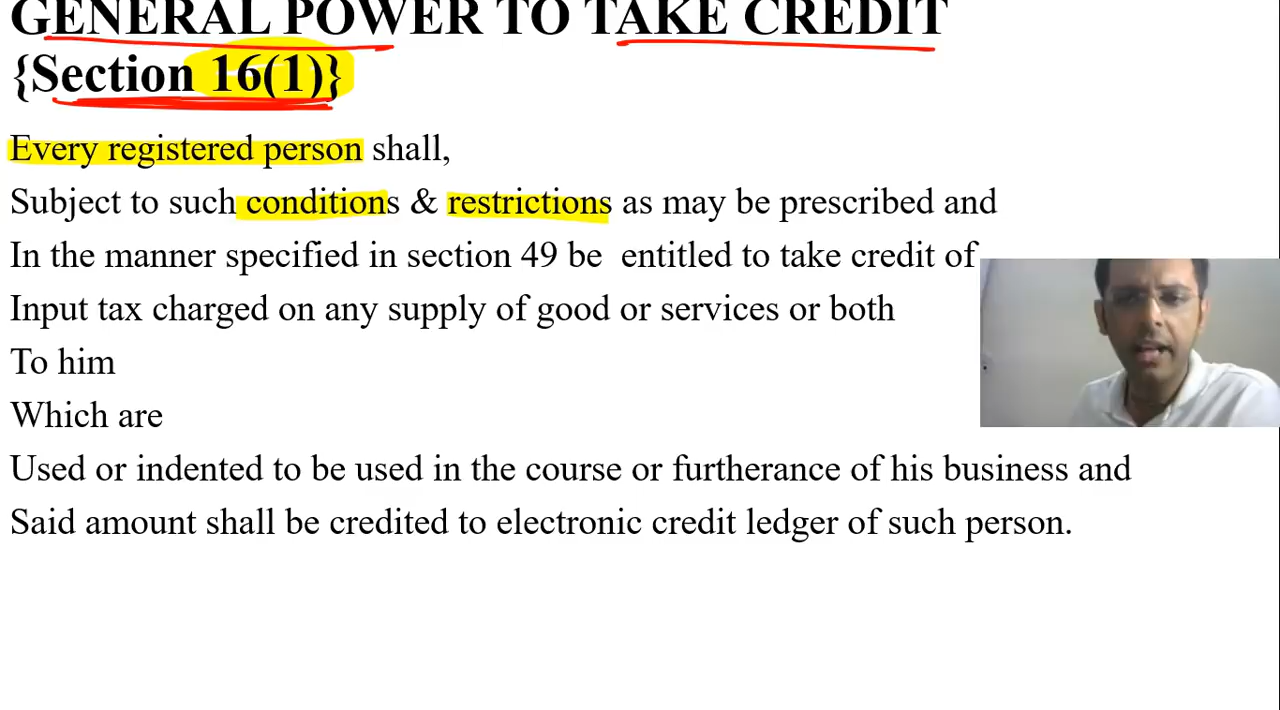 GENERAL POWER TO TAKE CREDIT
{Section 16(1)}
Every registered person shall,
Subject to such conditions & restrictions as may be prescribed and
In the manner specified in section 49 be entitled to take credit of
Input tax charged on any supply of good or services or both
To him
Which are
Used or indented to be used in the course or furtherance of his business and
Said amount shall be credited to electronic credit ledger of such person.